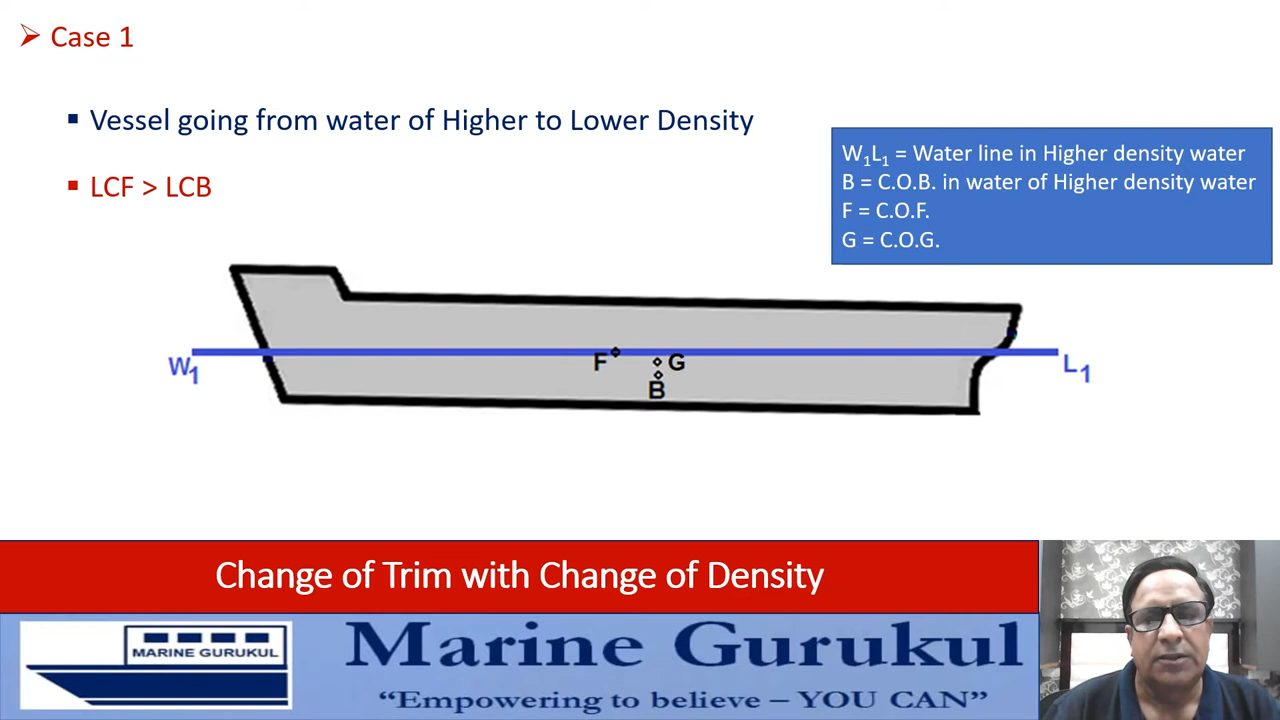 Case 1
Vessel going from water of Higher to Lower Density
LCF > LCB
W₁L₁ = Water line in Higher density water
B = C.O.B. in water of Higher density water
F = C.O.F.
G = C.O.G.
W₁
F
G
B
L₁
Change of Trim with Change of Density
MARINE GURUKUL
Marine Gurukul
“Empowering to believe – YOU CAN”